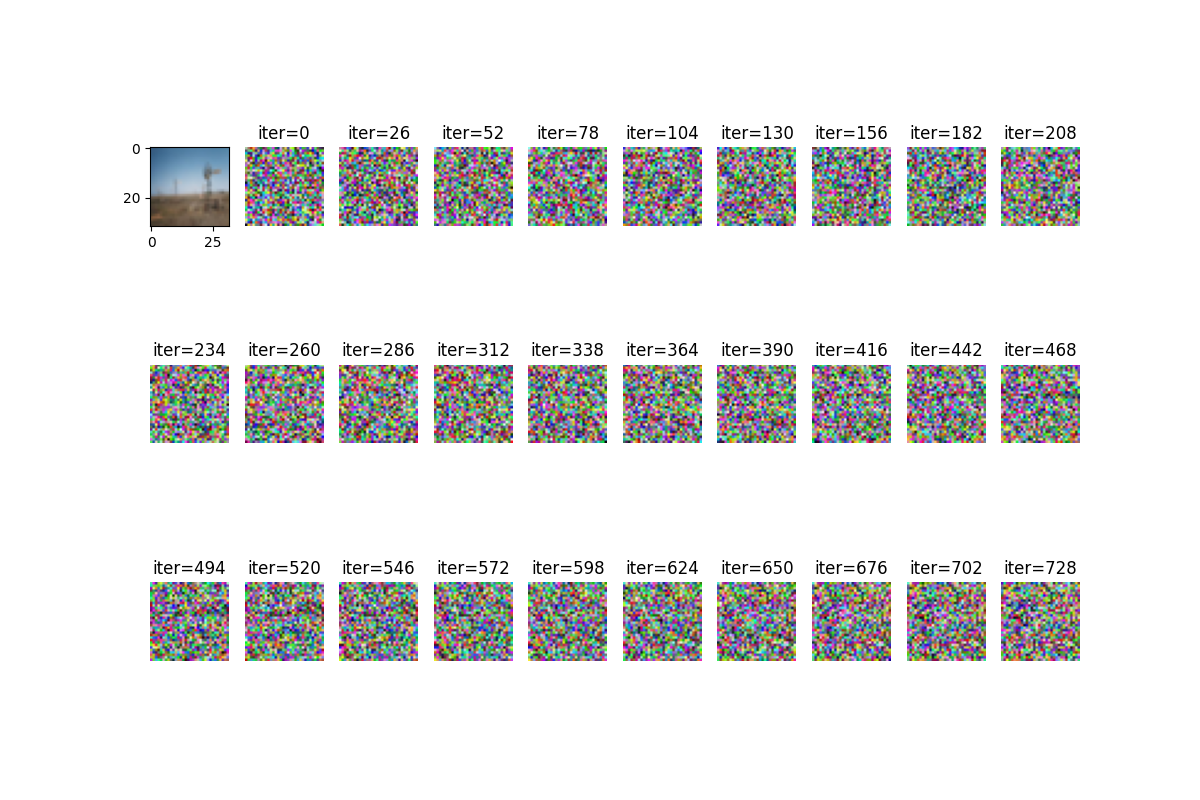 iter=0 iter=26 iter=52 iter=78 iter=104 iter=130 iter=156 iter=182 iter=208
0
20
0 25
iter=234 iter=260 iter=286 iter=312 iter=338 iter=364 iter=390 iter=416 iter=442 iter=468
iter=494 iter=520 iter=546 iter=572 iter=598 iter=624 iter=650 iter=676 iter=702 iter=728